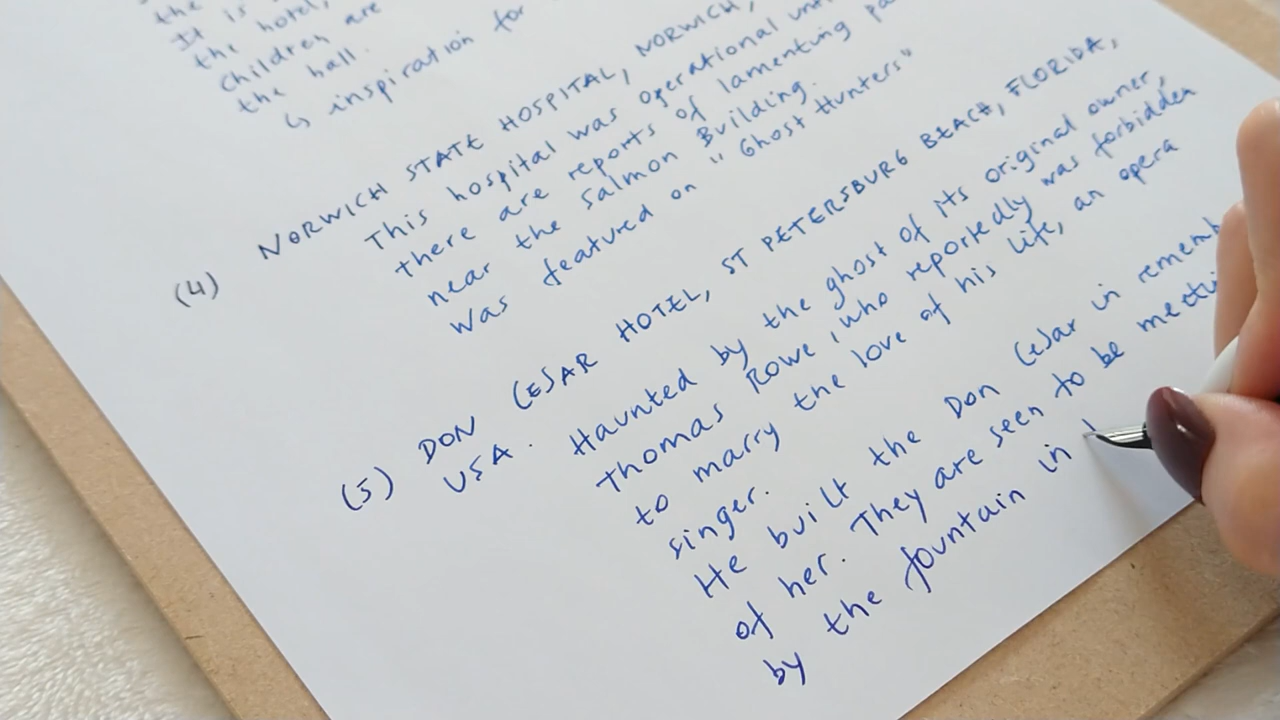 the
It is
the hotel,
Children are
the hall.
↳ inspiration for
(4) NORWICH STATE HOSPITAL, NORWICH,
This hospital was operational until
there are reports of lamenting
near the Salmon Building.
was featured on "Ghost Hunters"
(5) DON CESAR HOTEL, ST PETERSBURG BEACH, FLORIDA,
USA.
Haunted by the ghost of its original owner,
Thomas Rowe, who reportedly was forbidden
to marry the love of his life, an opera
singer.
He built the Don Cesar in rememb
of her. They are seen to be meeti
by the fountain in